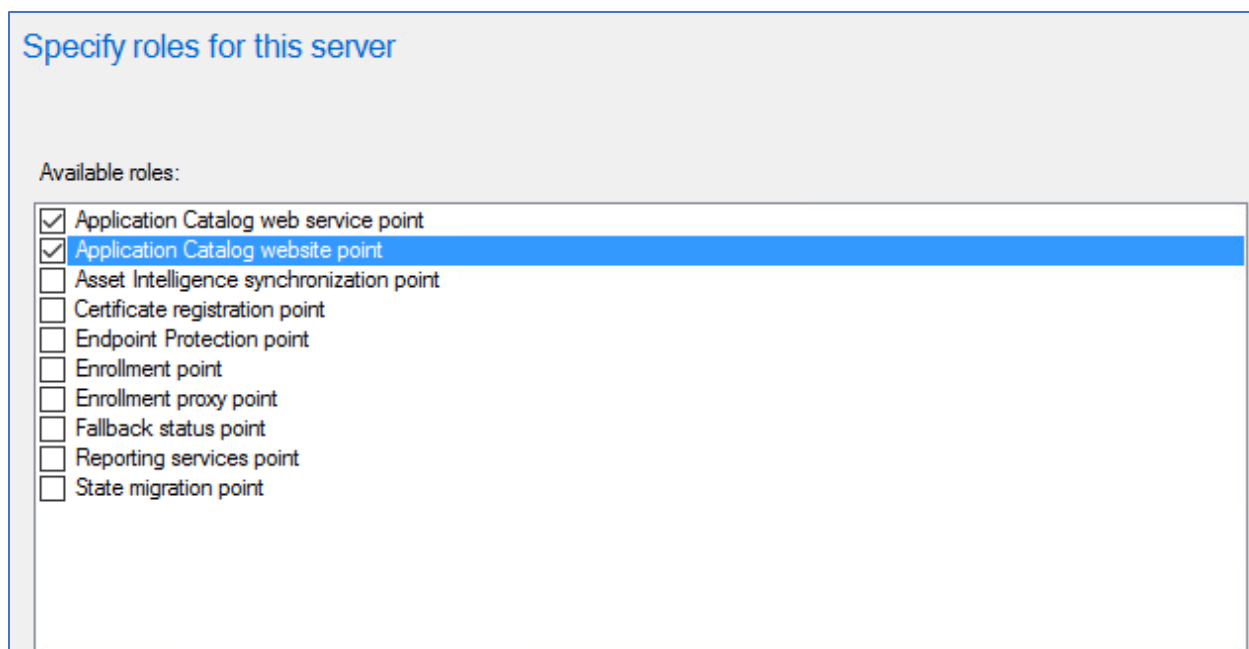 Specify roles for this server
Available roles:
Application Catalog web service point
Application Catalog website point
Asset Intelligence synchronization point
Certificate registration point
Endpoint Protection point
Enrollment point
Enrollment proxy point
Fallback status point
Reporting services point
State migration point